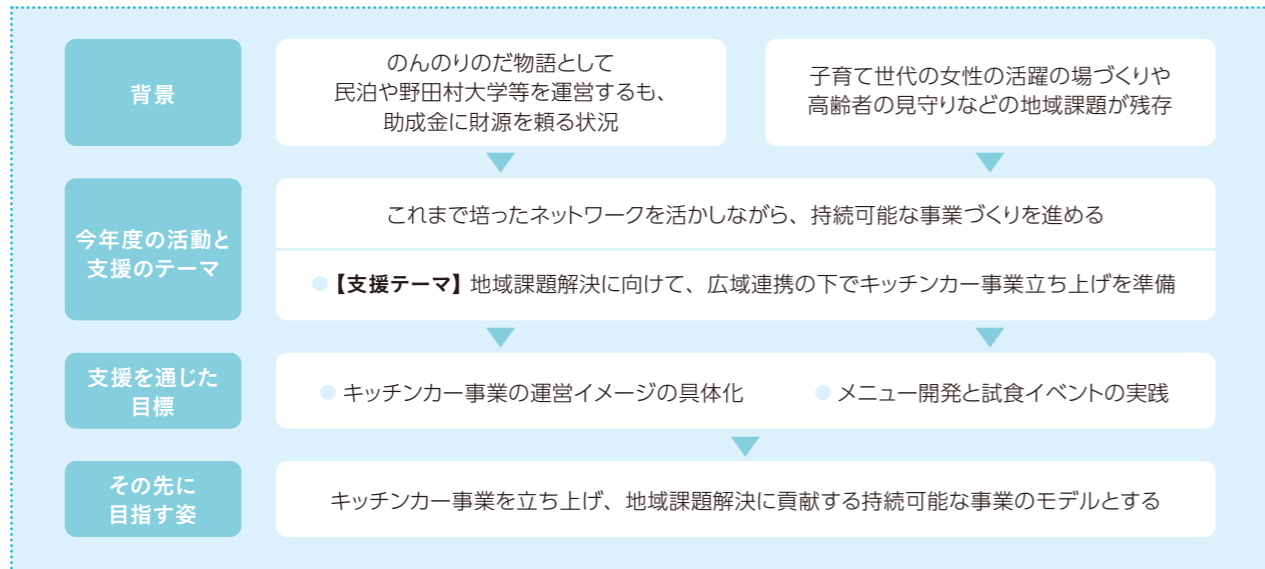 背景
のんのりのだ物語として
民泊や野田村大学等を運営するも、
助成金に財源を頼る状況
子育て世代の女性の活躍の場づくりや
高齢者の見守りなどの地域課題が残存
今年度の活動と
支援のテーマ
これまで培ったネットワークを活かしながら、持続可能な事業づくりを進める
【支援テーマ】地域課題解決に向けて、広域連携の下でキッチンカー事業立ち上げを準備
支援を通じた
目標
キッチンカー事業の運営イメージの具体化
メニュー開発と試食イベントの実践
その先に
目指す姿
キッチンカー事業を立ち上げ、地域課題解決に貢献する持続可能な事業のモデルとする